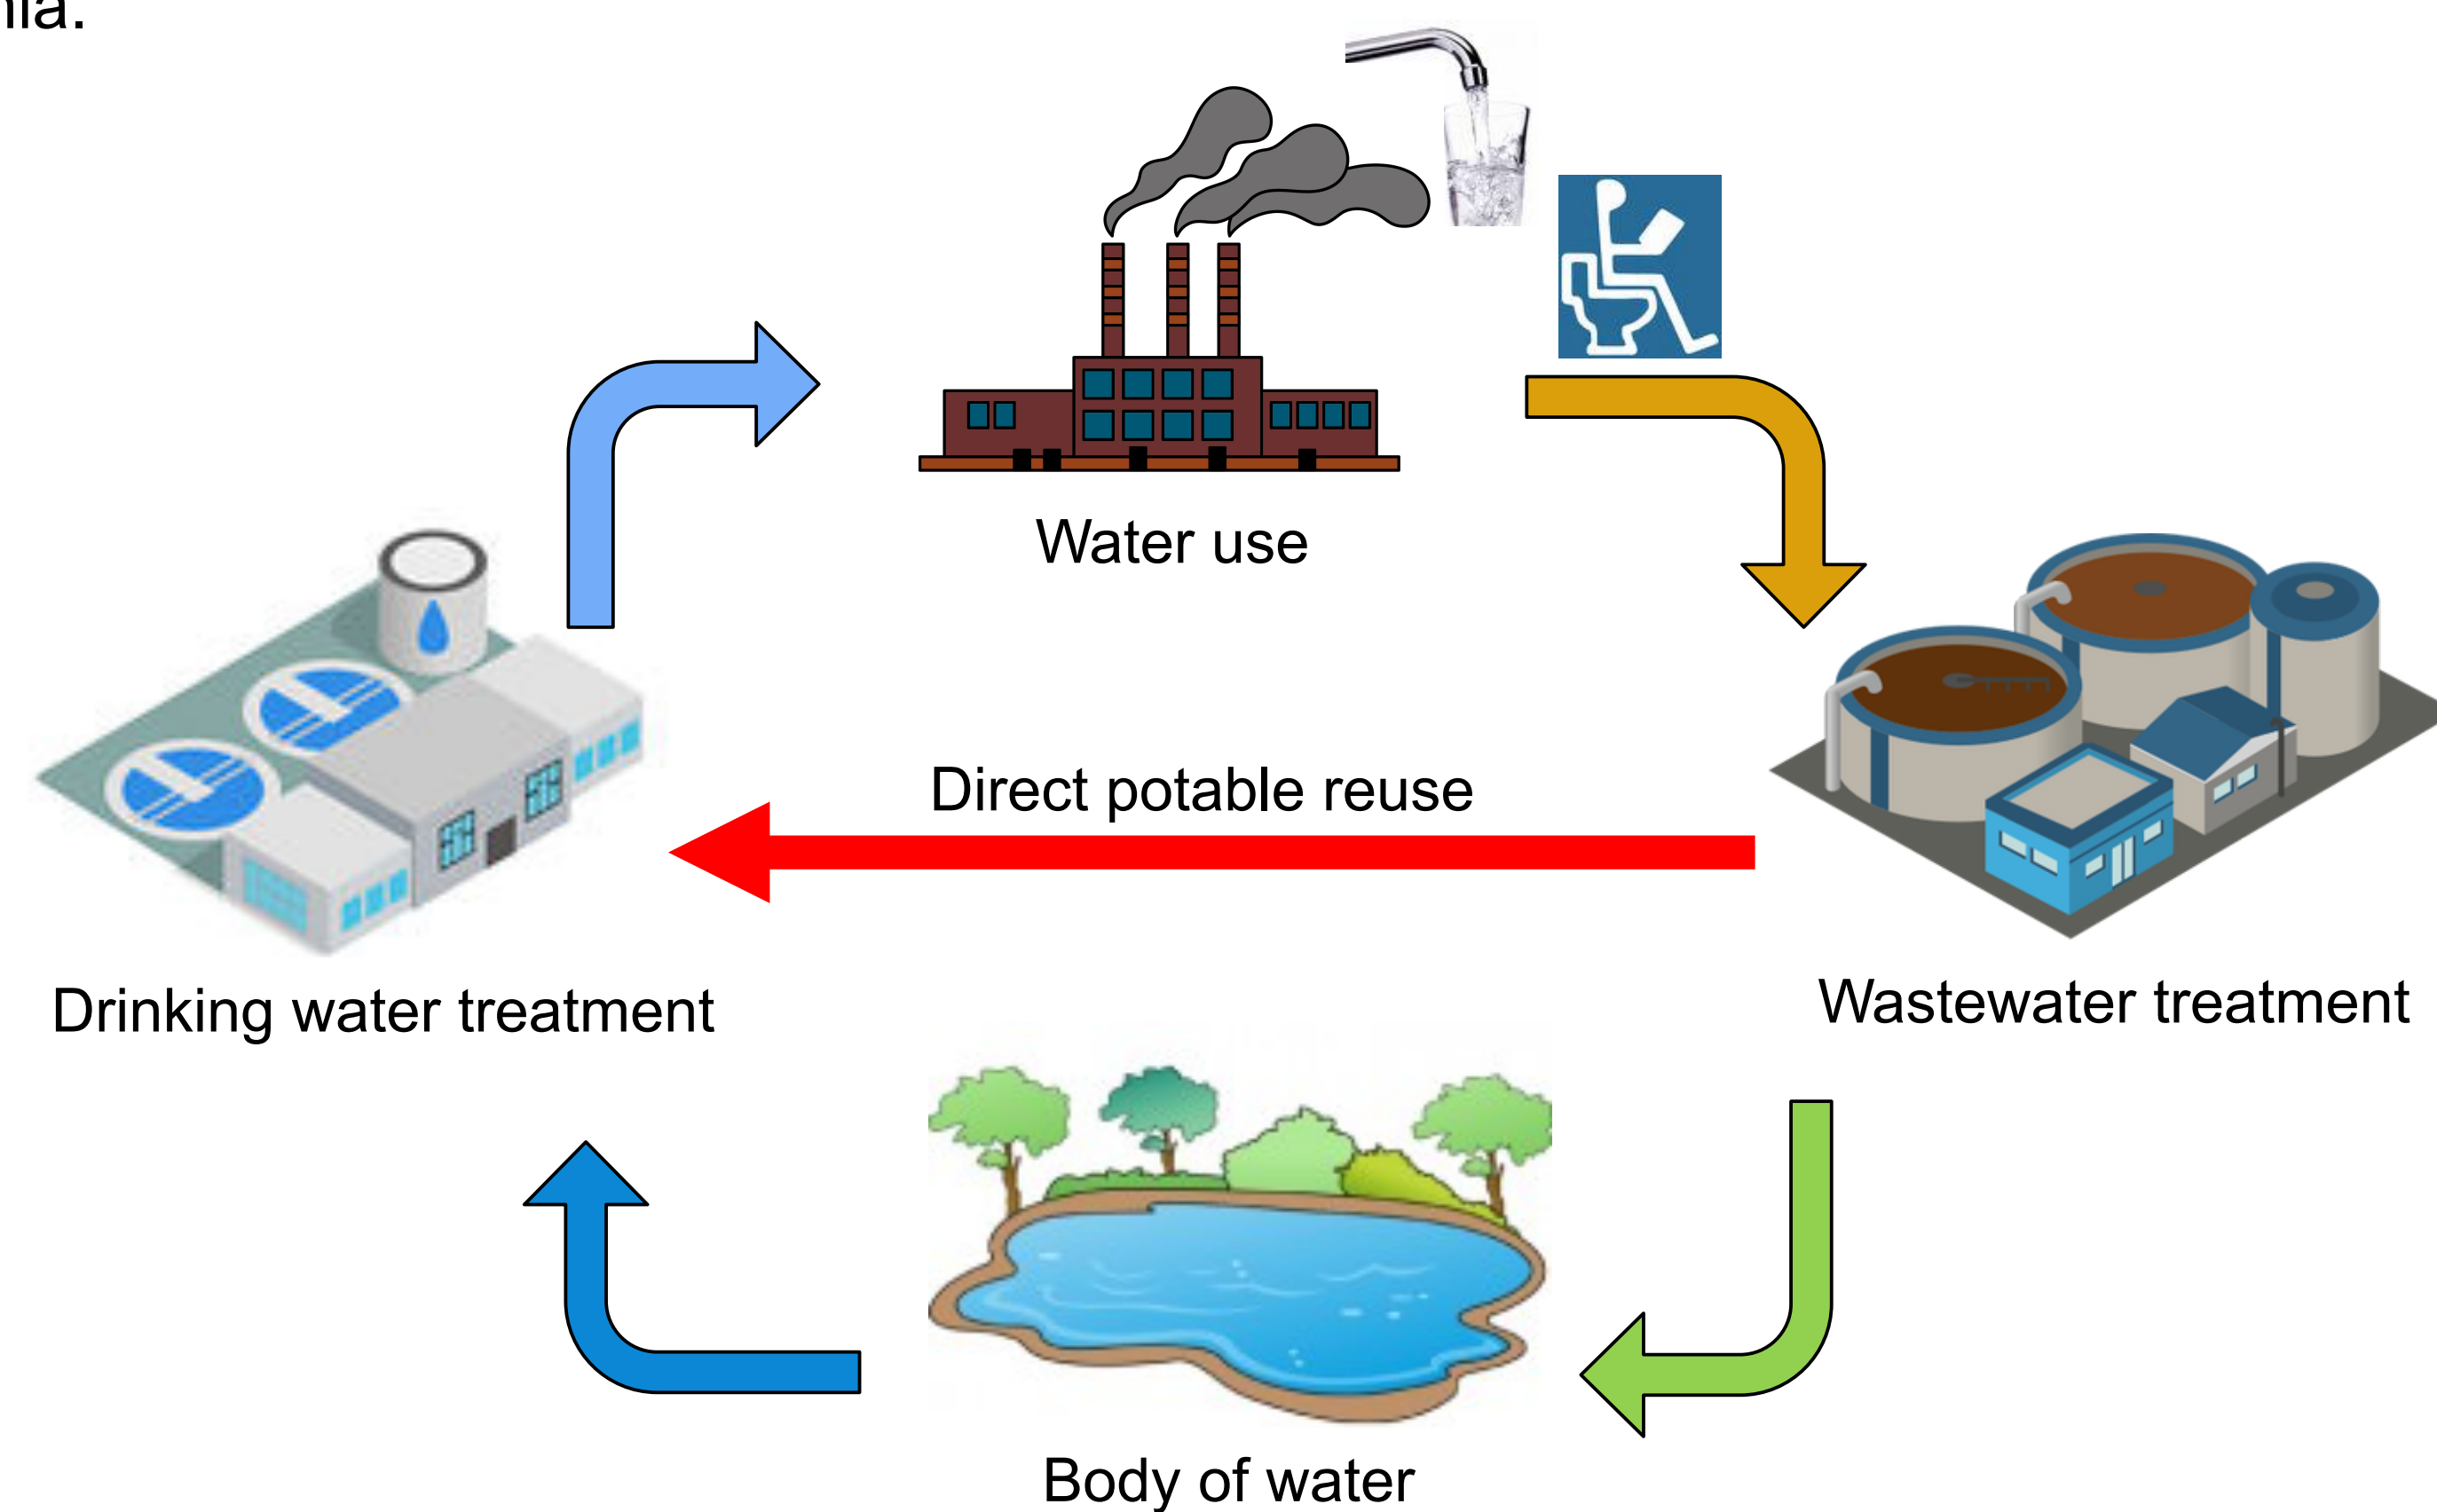 Water use
Direct potable reuse
Drinking water treatment
Wastewater treatment
Body of water